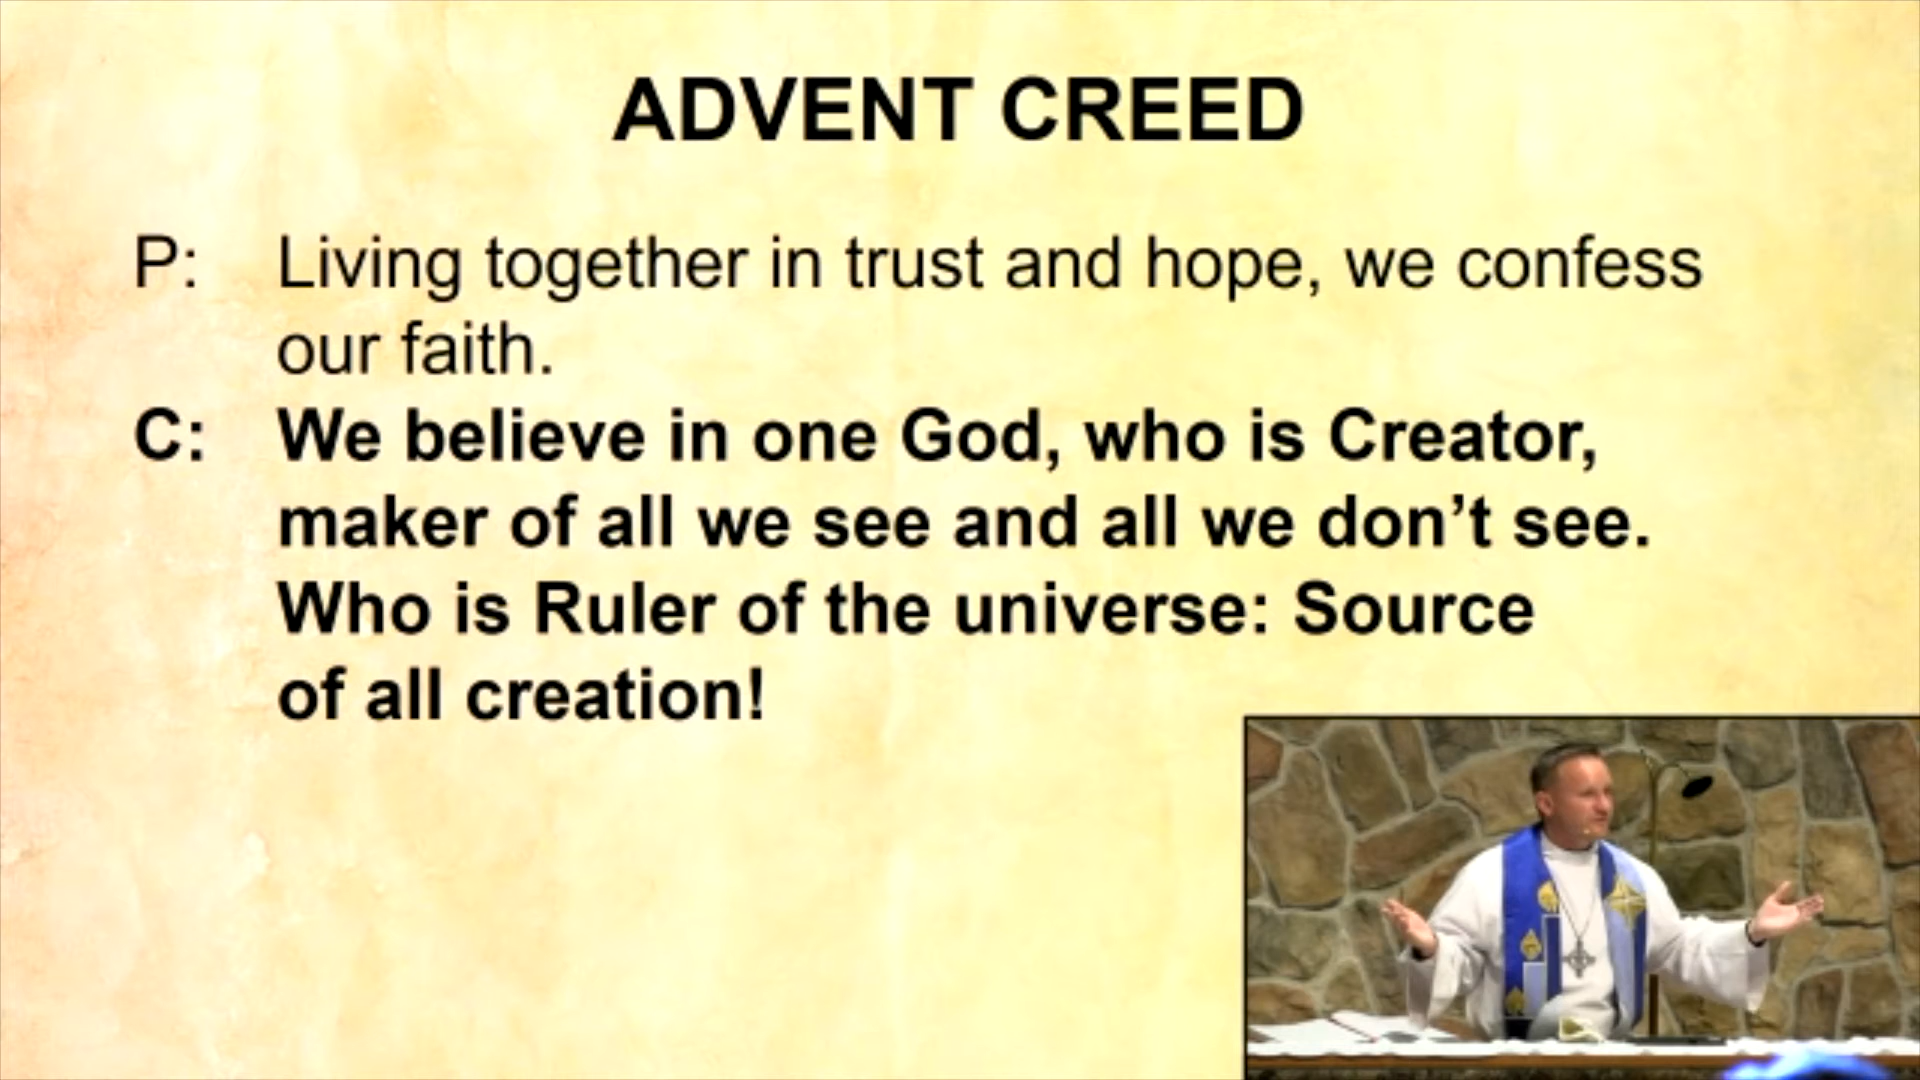 ADVENT CREED
P: Living together in trust and hope, we confess
our faith.
C: We believe in one God, who is Creator,
maker of all we see and all we don’t see.
Who is Ruler of the universe: Source
of all creation!